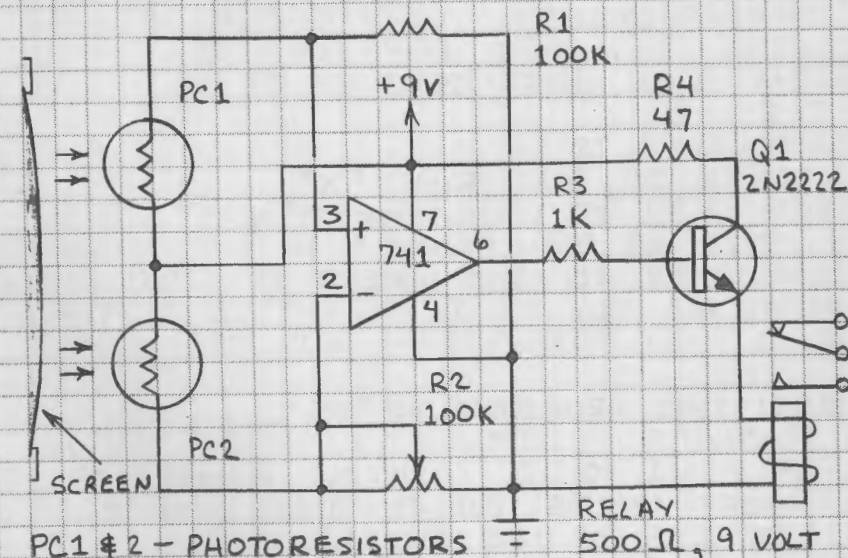 R1
100K
PC1
+9V
R4
47
Q1
2N2222
R3
1K
3
+
7
741
6
2
-
4
R2
100K
PC2
SCREEN
RELAY
500 Ω, 9 VOLT
PC1 & 2 - PHOTORESISTORS